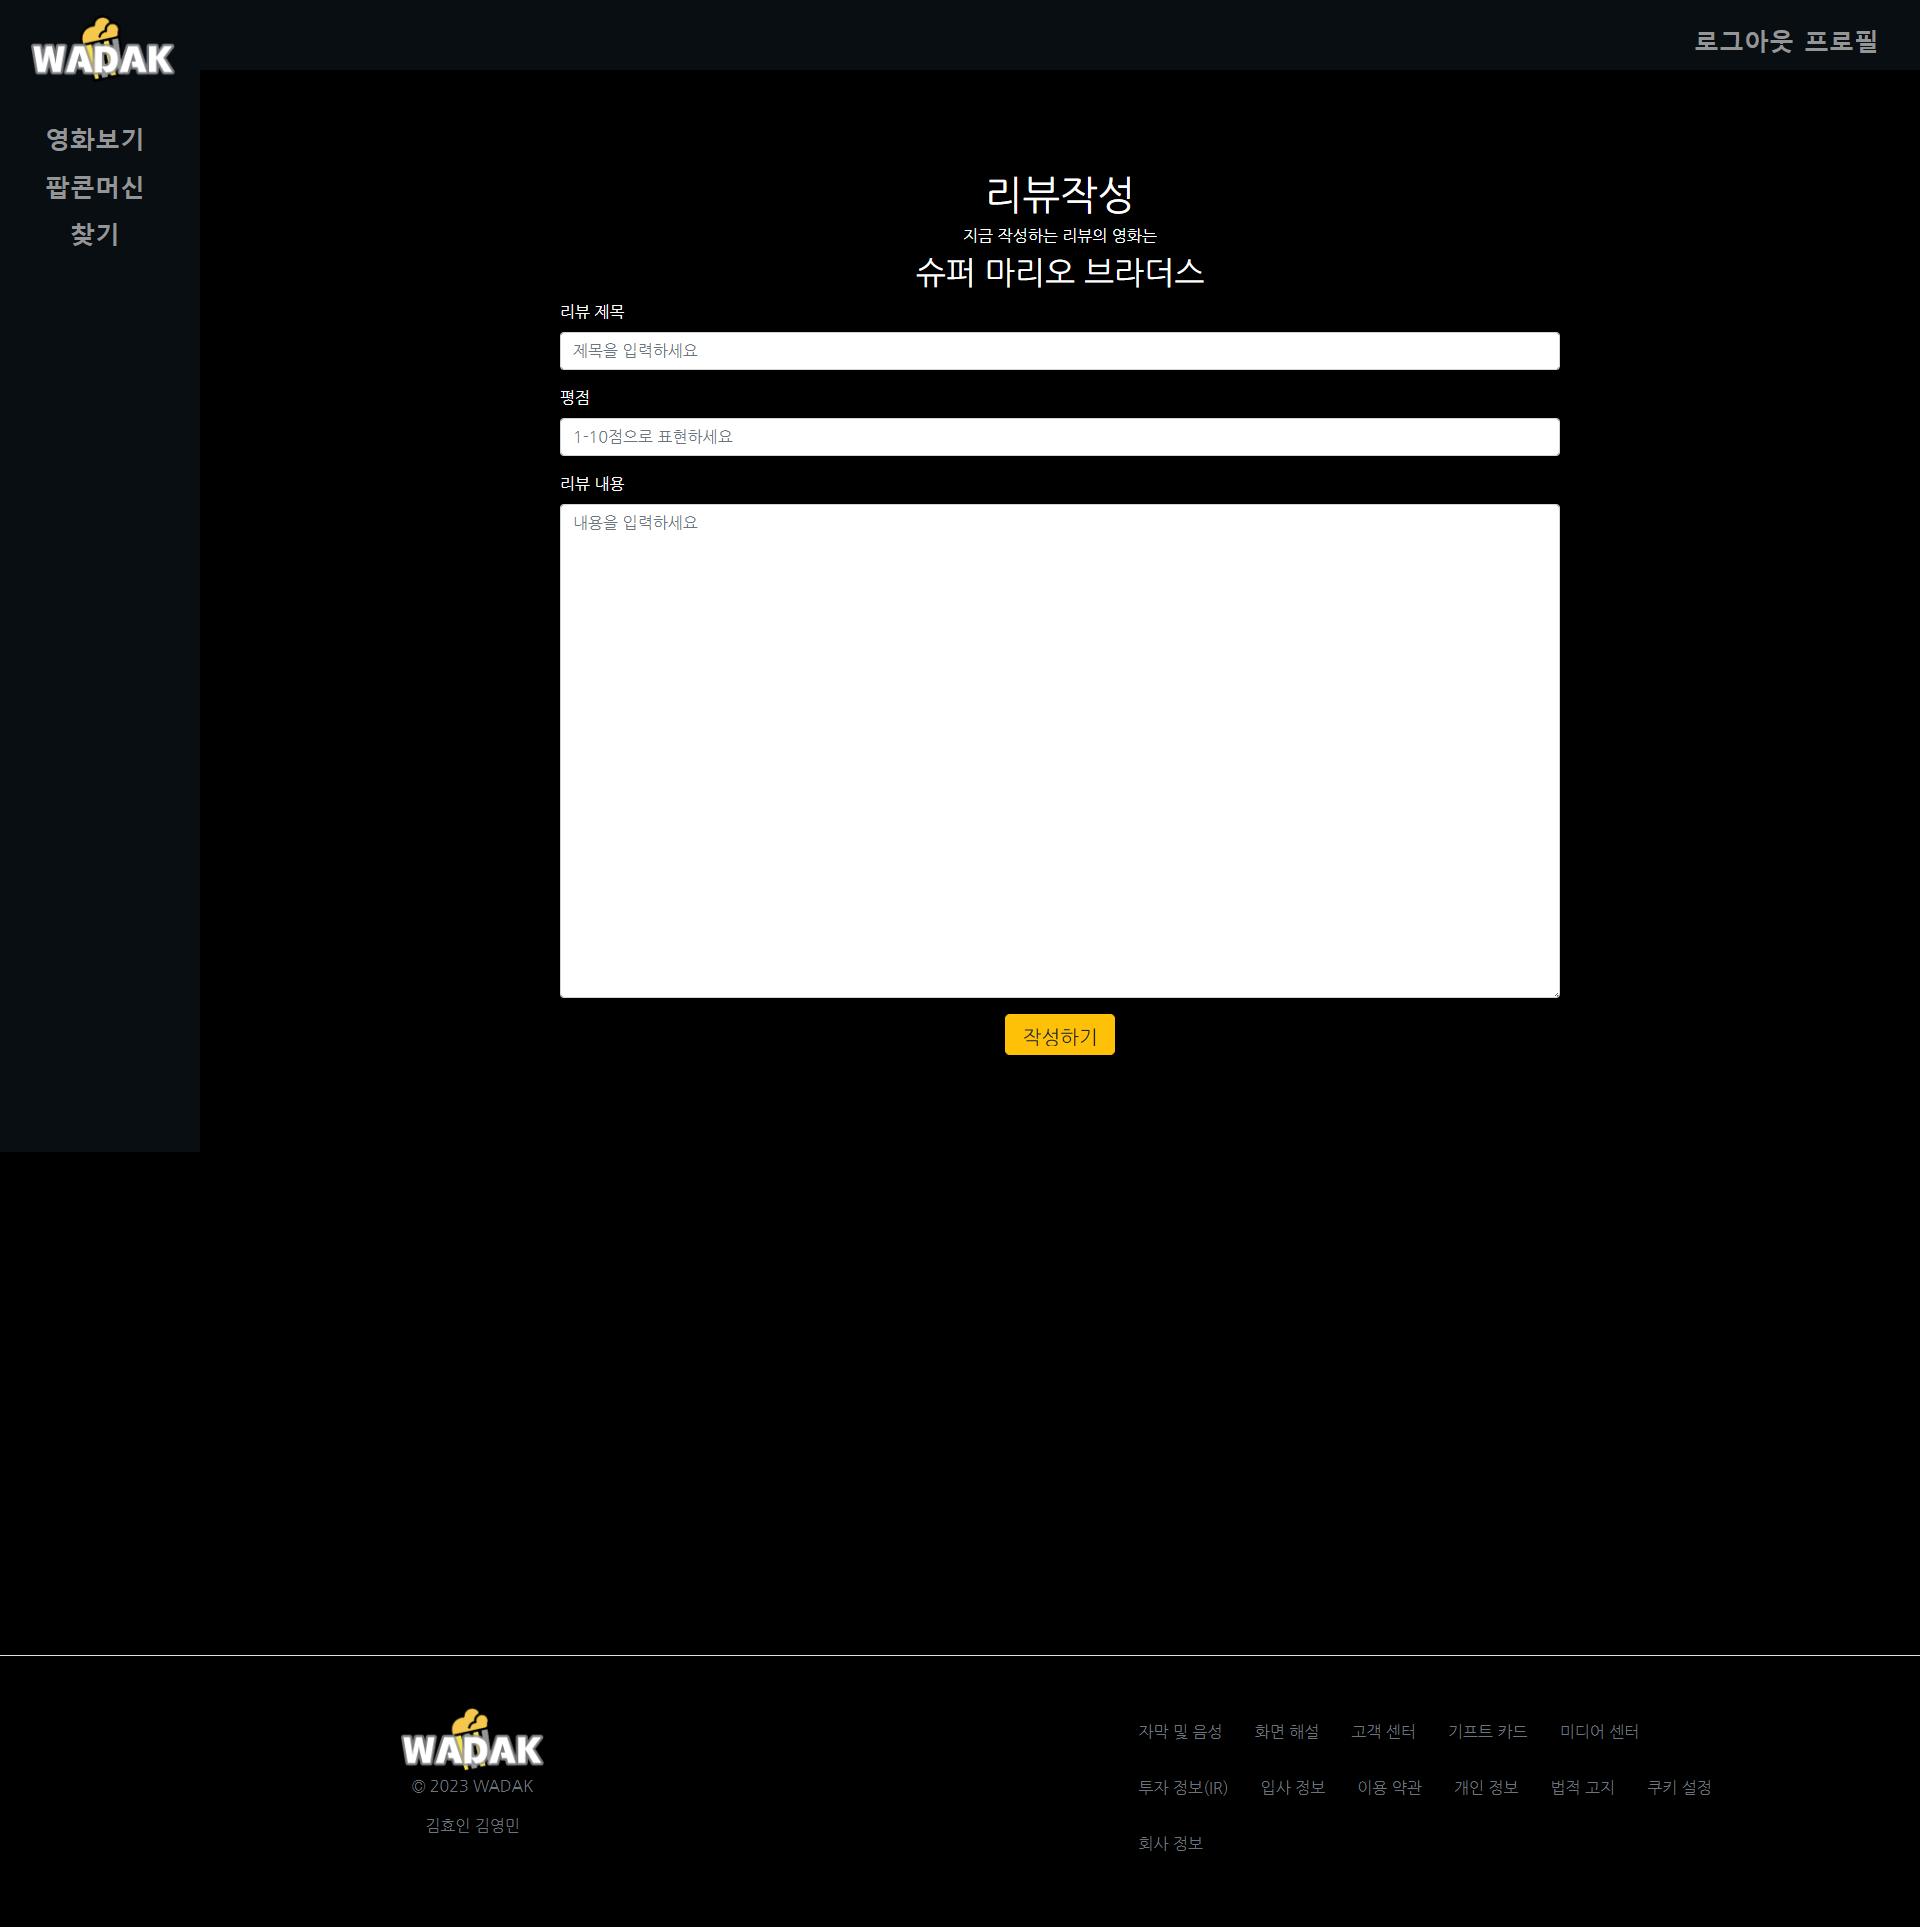 WADAK
로그아웃 프로필
영화보기
팝콘머신
찾기
리뷰작성
지금 작성하는 리뷰의 영화는
슈퍼 마리오 브라더스
리뷰 제목
제목을 입력하세요
평점
1-10점으로 표현하세요
리뷰 내용
내용을 입력하세요
작성하기
WADAK
© 2023 WADAK
김효인 김영민
자막 및 음성 화면 해설 고객 센터 기프트 카드 미디어 센터
투자 정보(IR) 입사 정보 이용 약관 개인 정보 법적 고지 쿠키 설정
회사 정보